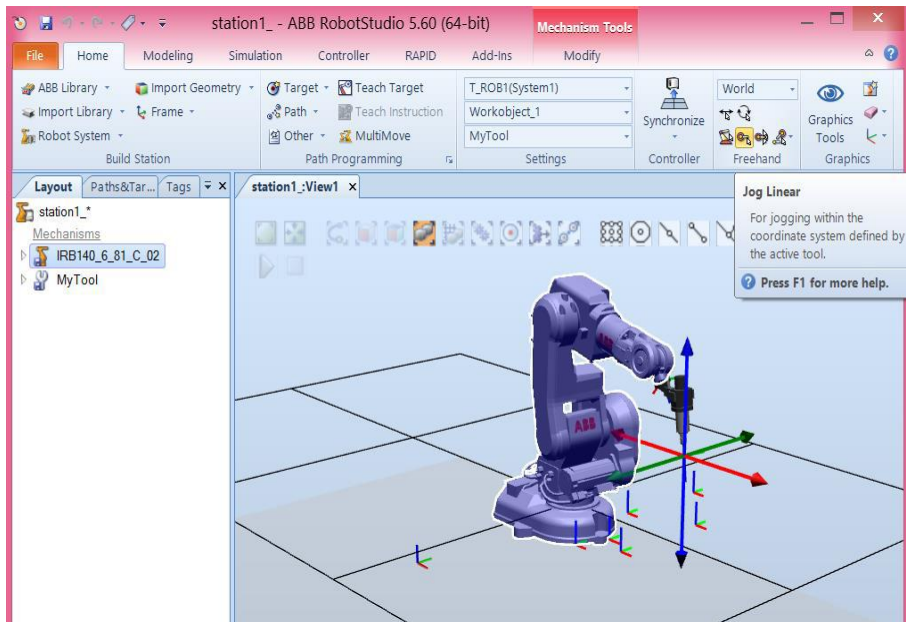 station1_ - ABB RobotStudio 5.60 (64-bit)
Mechanism Tools
File Home Modeling Simulation Controller RAPID Add-Ins Modify
ABB Library Import Geometry Target Teach Target T_ROB1(System1) World
Import Library Frame Path Teach Instruction Workobject_1 Synchronize Graphics Tools
Robot System Other MultiMove MyTool
Build Station Path Programming Settings Controller Freehand Graphics
Layout Paths&Tar... Tags station1_:View1
station1_*
Mechanisms
IRB140_6_81_C_02
MyTool
Jog Linear
For jogging within the
coordinate system defined by
the active tool.
Press F1 for more help.
ABB
ABB